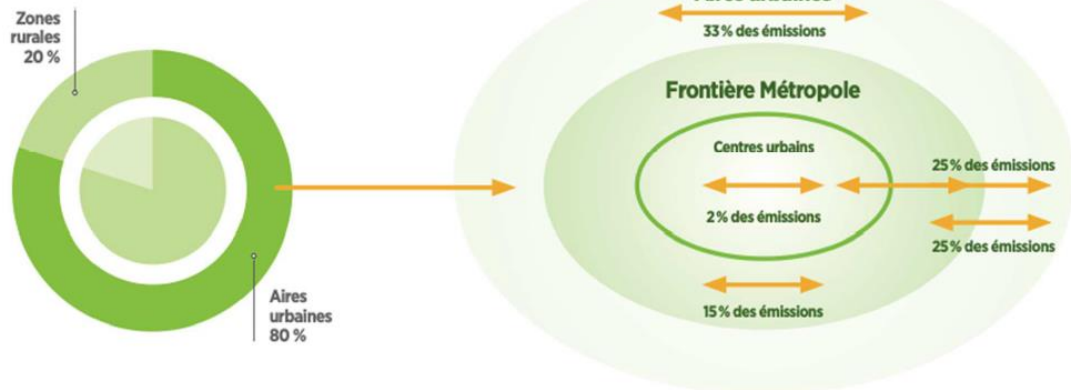 Zones
rurales
20 %
Aires
urbaines
80 %
33 % des émissions
Frontière Métropole
Centres urbains
2 % des émissions
25 % des émissions
25 % des émissions
15 % des émissions